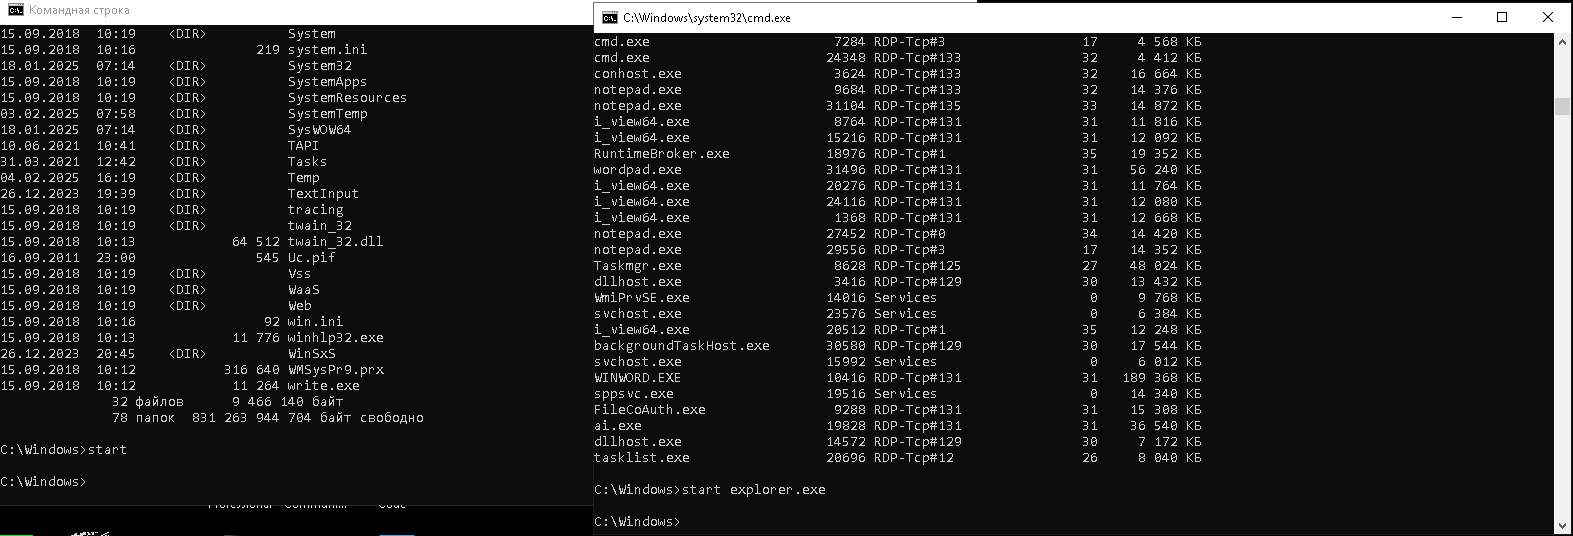 Командная строка
15.09.2018  10:19    <DIR>          System
15.09.2018  10:16               219 system.ini
18.01.2025  07:14    <DIR>          System32
15.09.2018  10:19    <DIR>          SystemApps
15.09.2018  10:19    <DIR>          SystemResources
03.02.2025  07:58    <DIR>          SystemTemp
18.01.2025  07:14    <DIR>          SysWOW64
10.06.2021  10:41    <DIR>          TAPI
31.03.2021  12:42    <DIR>          Tasks
04.02.2025  16:19    <DIR>          Temp
26.12.2023  19:39    <DIR>          TextInput
15.09.2018  10:19    <DIR>          tracing
15.09.2018  10:19    <DIR>          twain_32
15.09.2018  10:13            64 512 twain_32.dll
16.09.2011  23:00               545 Uc.pif
15.09.2018  10:19    <DIR>          Vss
15.09.2018  10:19    <DIR>          WaaS
15.09.2018  10:19    <DIR>          Web
15.09.2018  10:16                92 win.ini
15.09.2018  10:13            11 776 winhlp32.exe
26.12.2023  20:45    <DIR>          WinSxS
15.09.2018  10:12           316 640 WMSysPr9.prx
15.09.2018  10:12            11 264 write.exe
32 файлов      9 466 140 байт
78 папок  831 263 944 704 байт свободно
C:\Windows>start
C:\Windows>
C:\Windows\system32\cmd.exe
cmd.exe                       7284 RDP-Tcp#3                 17     4 568 КБ
cmd.exe                      24348 RDP-Tcp#133               32     4 412 КБ
conhost.exe                   3624 RDP-Tcp#133               32    16 664 КБ
notepad.exe                   9684 RDP-Tcp#133               32    14 376 КБ
notepad.exe                  31104 RDP-Tcp#135               33    14 872 КБ
i_view64.exe                  8764 RDP-Tcp#131               31    11 816 КБ
i_view64.exe                 15216 RDP-Tcp#131               31    12 092 КБ
RuntimeBroker.exe            18976 RDP-Tcp#1                 35    19 352 КБ
wordpad.exe                  31496 RDP-Tcp#131               31    56 240 КБ
i_view64.exe                 20276 RDP-Tcp#131               31    11 764 КБ
i_view64.exe                 24116 RDP-Tcp#131               31    12 080 КБ
i_view64.exe                  1368 RDP-Tcp#131               31    12 668 КБ
notepad.exe                  27452 RDP-Tcp#0                 34    14 420 КБ
notepad.exe                  29556 RDP-Tcp#3                 17    14 352 КБ
Taskmgr.exe                   8628 RDP-Tcp#125               27    48 024 КБ
dllhost.exe                   3416 RDP-Tcp#129               30    13 432 КБ
WmiPrvSE.exe                 14016 Services                   0     9 768 КБ
svchost.exe                  23576 Services                   0     6 384 КБ
i_view64.exe                 20512 RDP-Tcp#1                 35    12 248 КБ
backgroundTaskHost.exe       30580 RDP-Tcp#129               30    17 544 КБ
svchost.exe                  15992 Services                   0     6 012 КБ
WINWORD.EXE                  10416 RDP-Tcp#131               31   189 368 КБ
sppsvc.exe                   19516 Services                   0    14 340 КБ
FileCoAuth.exe                9288 RDP-Tcp#131               31    15 308 КБ
ai.exe                       19828 RDP-Tcp#131               31    36 540 КБ
dllhost.exe                  14572 RDP-Tcp#129               30     7 172 КБ
tasklist.exe                 20696 RDP-Tcp#12                26     8 040 КБ
C:\Windows>start explorer.exe
C:\Windows>